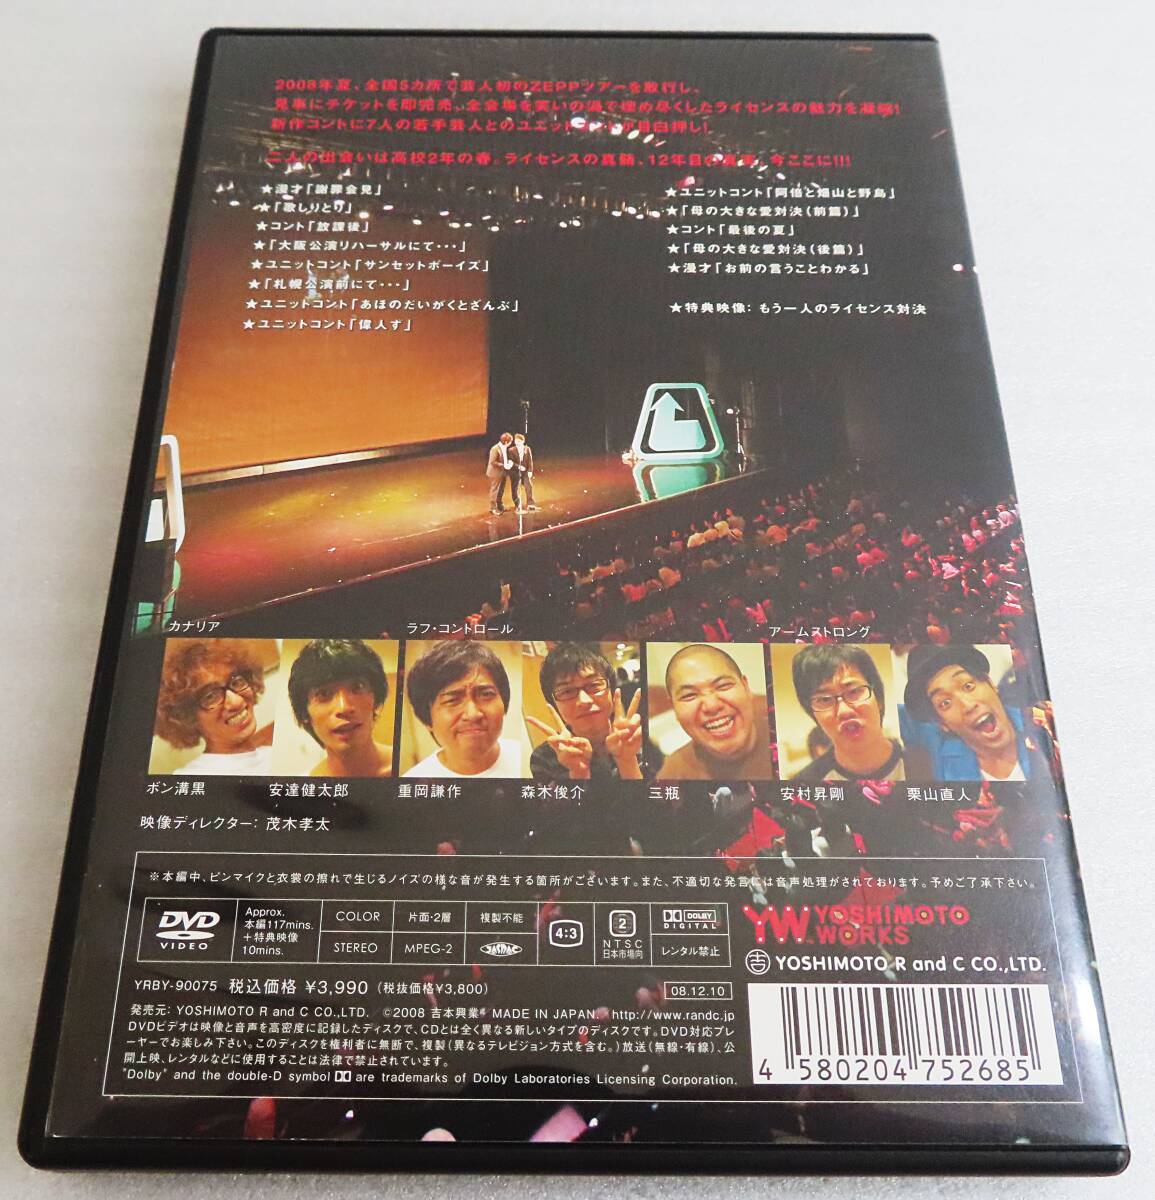 2008年夏、全国5カ所で芸人初のZEPPツアーを敢行し、
見事にチケットを即完売、全会場を笑いの渦で埋め尽くしたライセンスの魅力を凝縮!
新作コントに7人の若手芸人とのユニットコントが目白押し!
二人の出会いは高校2年の春。ライセンスの真髄、12年目の真実。今ここに!!!
★漫才「謝罪会見」
★「歌しりとり」
★コント「放課後」
★「大阪公演リハーサルにて・・・」
★ユニットコント「サンセットボーイズ」
★「札幌公演前にて・・・」
★ユニットコント「あほのだいがくとざんぶ」
★ユニットコント「偉人ず」
★ユニットコント「阿倍と畑山と野島」
★「母の大きな愛対決(前篇)」
★コント「最後の夏」
★「母の大きな愛対決(後篇)」
★漫才「お前の言うことわかる」
★特典映像: もう一人のライセンス対決
カナリア
ラフ・コントロール
アームストロング
ボン溝黒
安達健太郎
重岡謙作
森木俊介
三瓶
安村昇剛
栗山直人
映像ディレクター: 茂木孝太
※本編中、ピンマイクと衣裳の擦れで生じるノイズの様な音が発生する箇所がございます。また、不適切な発言には音声処理がされております。予めご了承下さい。
DVD
VIDEO
Approx.
本編117mins.
+特典映像
10mins.
COLOR
STEREO
片面・2層
MPEG-2
複製不能
JASRAC
4:3
2
NTSC
日本市場向
DOLBY
DIGITAL
レンタル禁止
YW YOSHIMOTO
WORKS
吉 YOSHIMOTO R and C CO.,LTD.
YRBY-90075 税込価格 ¥3,990 (税抜価格¥3,800)
08.12.10
発売元: YOSHIMOTO R and C CO.,LTD. ©2008 吉本興業 MADE IN JAPAN. http://www.randc.jp
DVDビデオは映像と音声を高密度に記録したディスクで、CDとは全く異なる新しいタイプのディスクです。DVD対応プレ
ーヤーでお楽しみ下さい。このディスクを権利者に無断で、複製(異なるテレビジョン方式を含む。)放送(無線・有線)、公
開上映、レンタルなどに使用することは法律で禁止されています。
"Dolby" and the double-D symbol are trademarks of Dolby Laboratories Licensing Corporation.
4 580204 752685